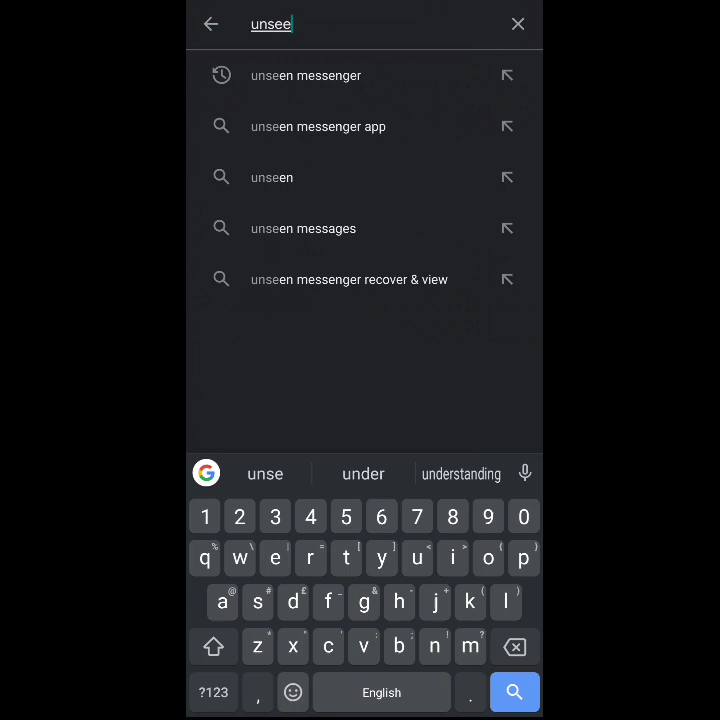 unsee
unseen messenger
unseen messenger app
unseen
unseen messages
unseen messenger recover & view
unse under understanding
1 2 3 4 5 6 7 8 9 0
% \ | = [ ] < > { }
q w e r t y u i o p
@ # £ _ & - + ( )
a s d f g h j k l
* " ' : ; ! ?
z x c v b n m
?123 , English .